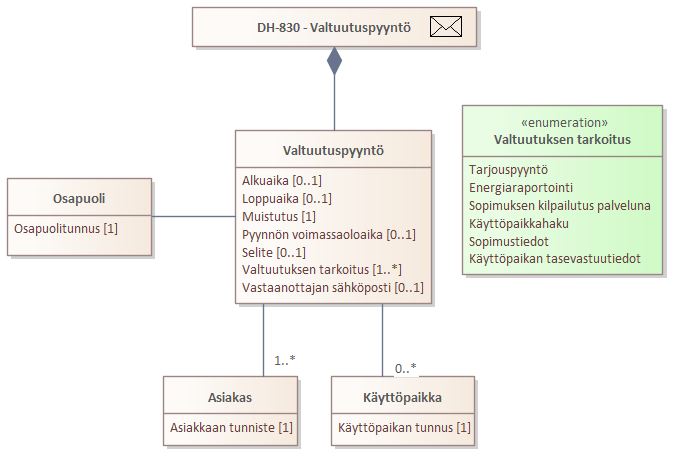 DH-830 - Valtuutuspyyntö
Valtuutuspyyntö
Alkuaika [0..1]
Loppuaika [0..1]
Muistutus [1]
Pyynnön voimassaoloaika [0..1]
Selite [0..1]
Valtuutuksen tarkoitus [1..*]
Vastaanottajan sähköposti [0..1]
«enumeration»
Valtuutuksen tarkoitus
Tarjouspyyntö
Energiaraportointi
Sopimuksen kilpailutus palveluna
Käyttöpaikkahaku
Sopimustiedot
Käyttöpaikan tasevastuutiedot
Osapuoli
Osapuolitunnus [1]
1..*
0..*
Asiakas
Asiakkaan tunniste [1]
Käyttöpaikka
Käyttöpaikan tunnus [1]